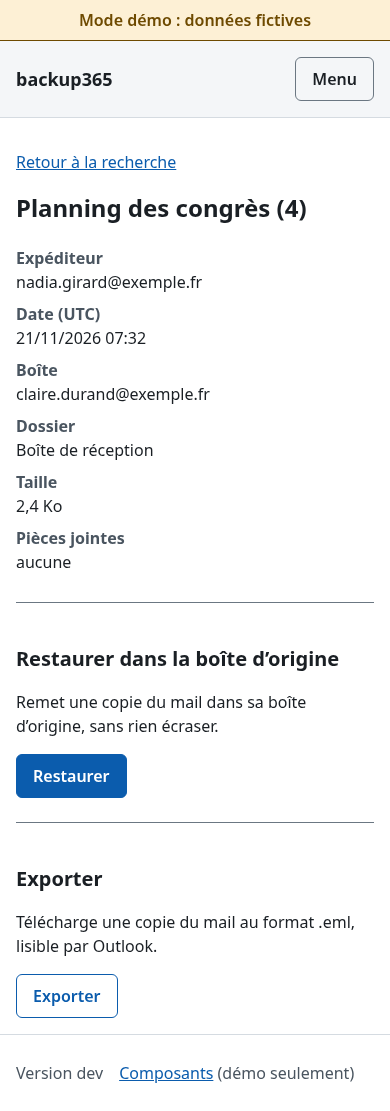 Mode démo : données fictives
backup365
Menu
Retour à la recherche
Planning des congrès (4)
Expéditeur
nadia.girard@exemple.fr
Date (UTC)
21/11/2026 07:32
Boîte
claire.durand@exemple.fr
Dossier
Boîte de réception
Taille
2,4 Ko
Pièces jointes
aucune
Restaurer dans la boîte d’origine
Remet une copie du mail dans sa boîte
d’origine, sans rien écraser.
Restaurer
Exporter
Télécharge une copie du mail au format .eml,
lisible par Outlook.
Exporter
Version dev Composants (démo seulement)